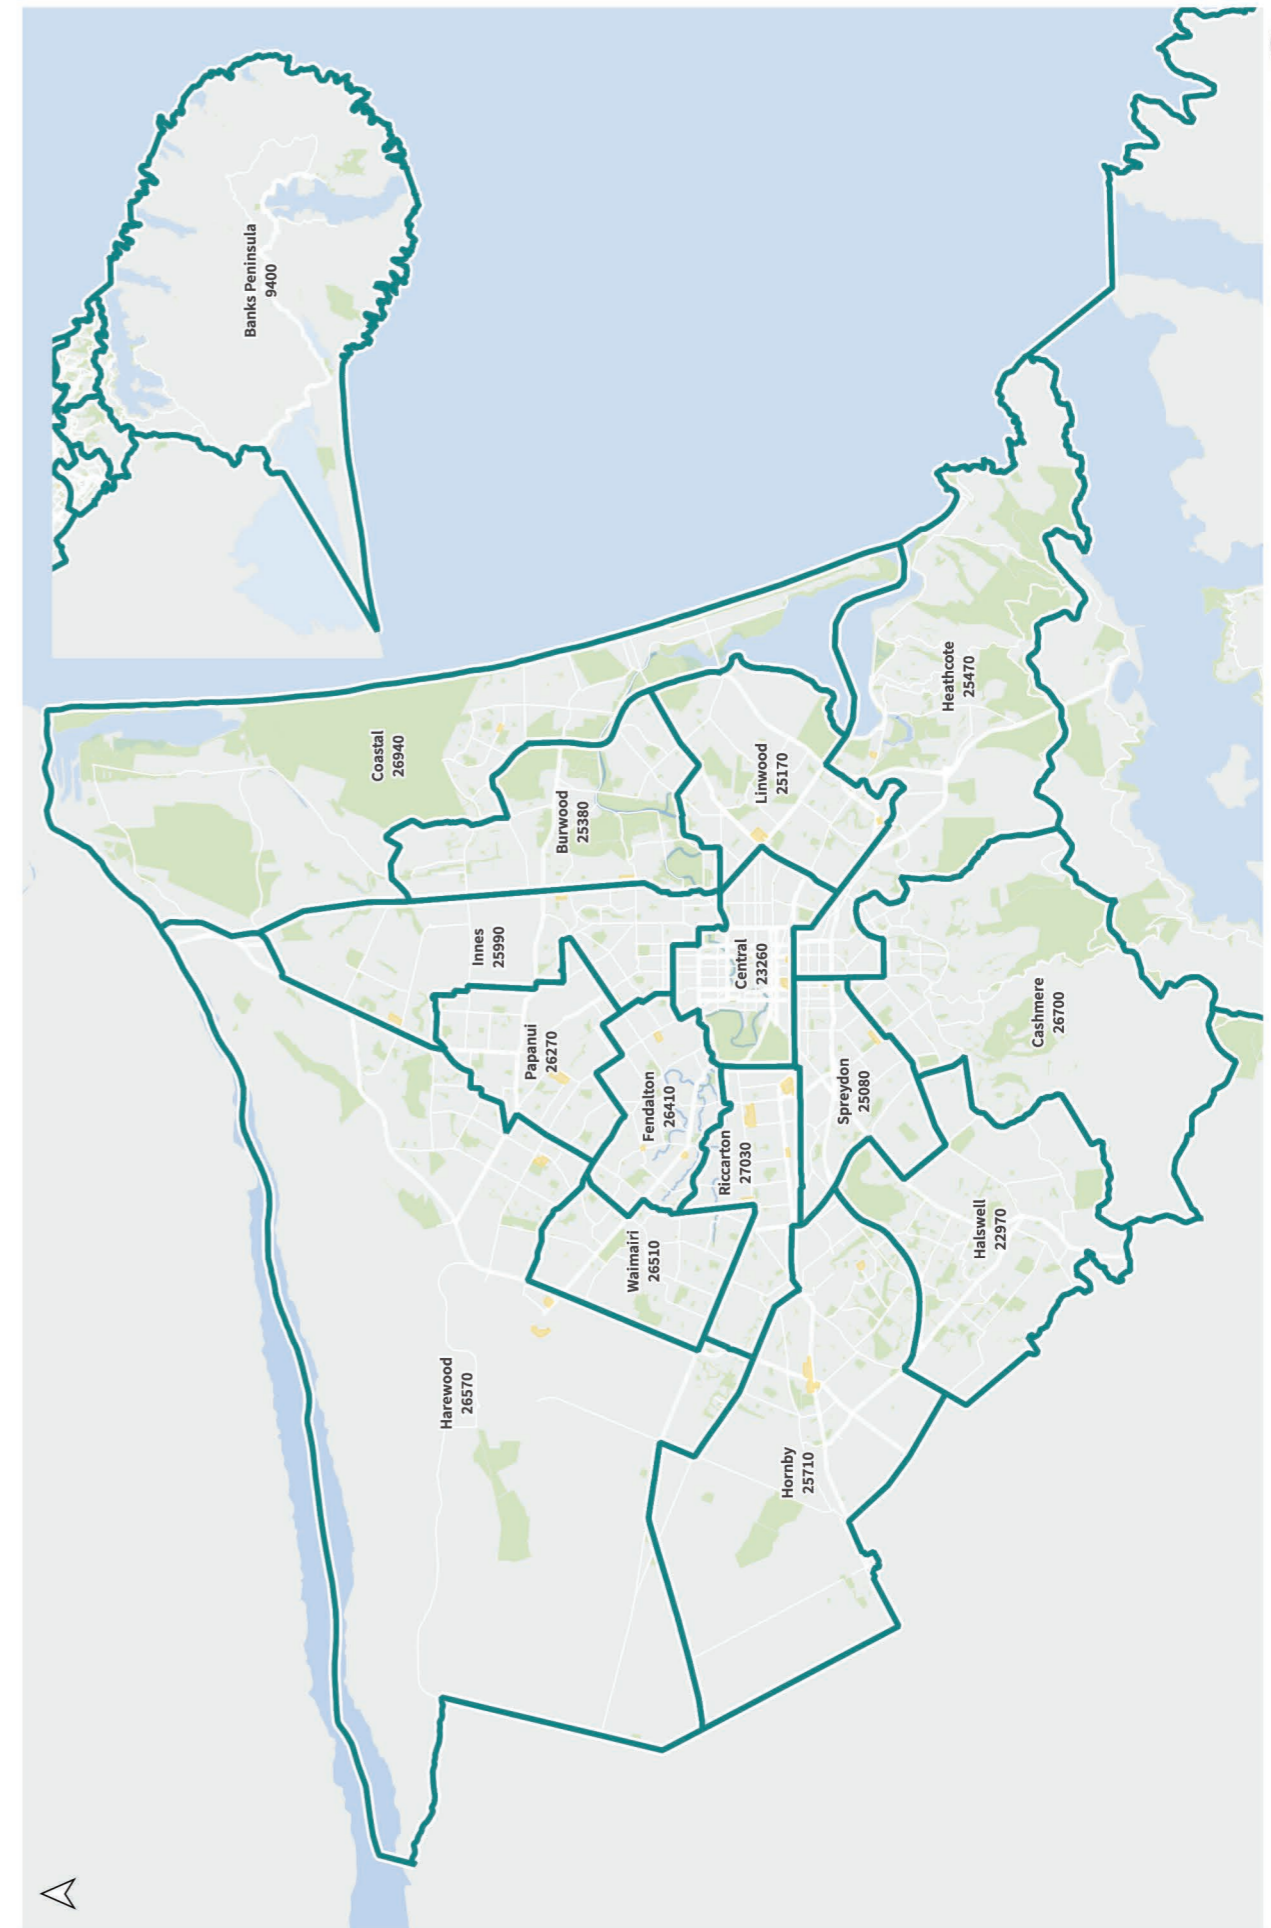 Banks Peninsula
9400
Coastal
26940
Burwood
25380
Linwood
25170
Heathcote
25470
Innes
25990
Central
23260
Papanui
26270
Cashmere
26700
Fendalton
26410
Spreydon
25080
Riccarton
27030
Halswell
22970
Waimairi
26510
Harewood
26570
Hornby
25710